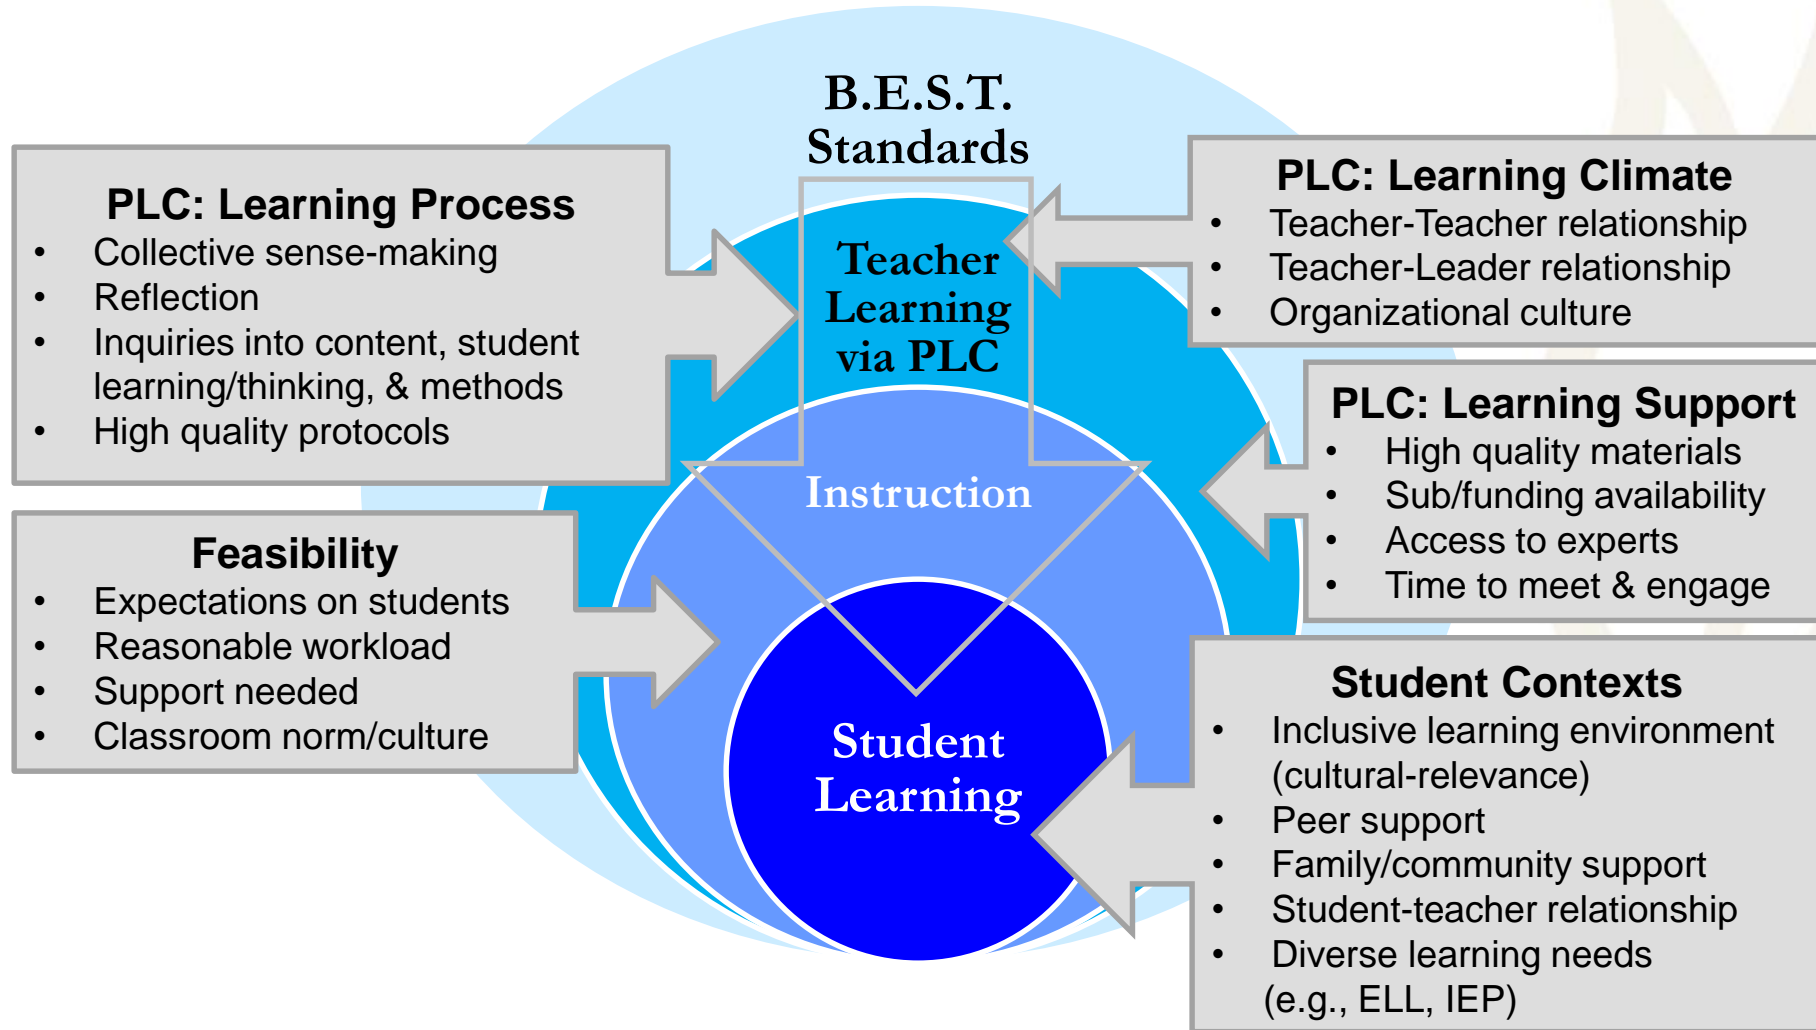 B.E.S.T.
Standards
PLC: Learning Process
• Collective sense-making
• Reflection
• Inquiries into content, student
learning/thinking, & methods
• High quality protocols
PLC: Learning Climate
• Teacher-Teacher relationship
• Teacher-Leader relationship
• Organizational culture
Teacher
Learning
via PLC
PLC: Learning Support
• High quality materials
• Sub/funding availability
• Access to experts
• Time to meet & engage
Instruction
Feasibility
• Expectations on students
• Reasonable workload
• Support needed
• Classroom norm/culture
Student Contexts
• Inclusive learning environment
(cultural-relevance)
• Peer support
• Family/community support
• Student-teacher relationship
• Diverse learning needs
(e.g., ELL, IEP)
Student
Learning